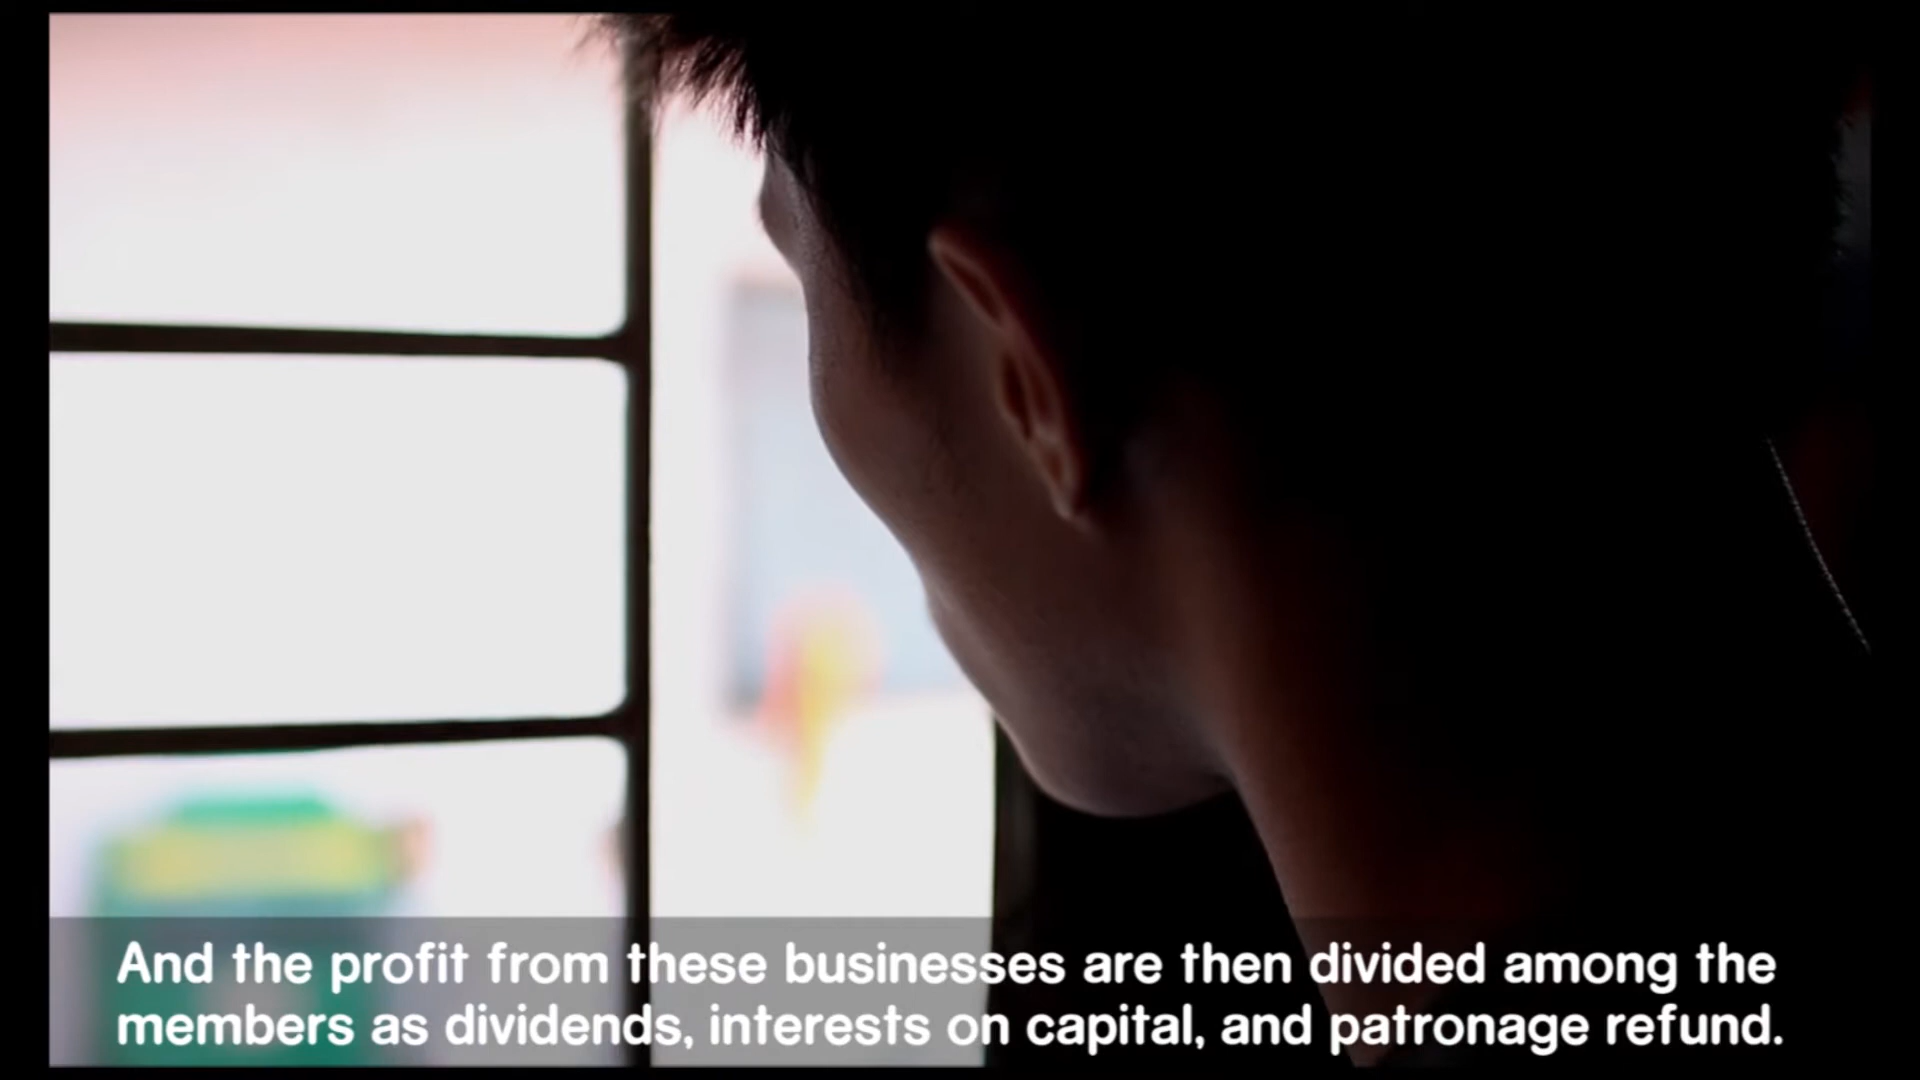 And the profit from these businesses are then divided among the
members as dividends, interests on capital, and patronage refund.